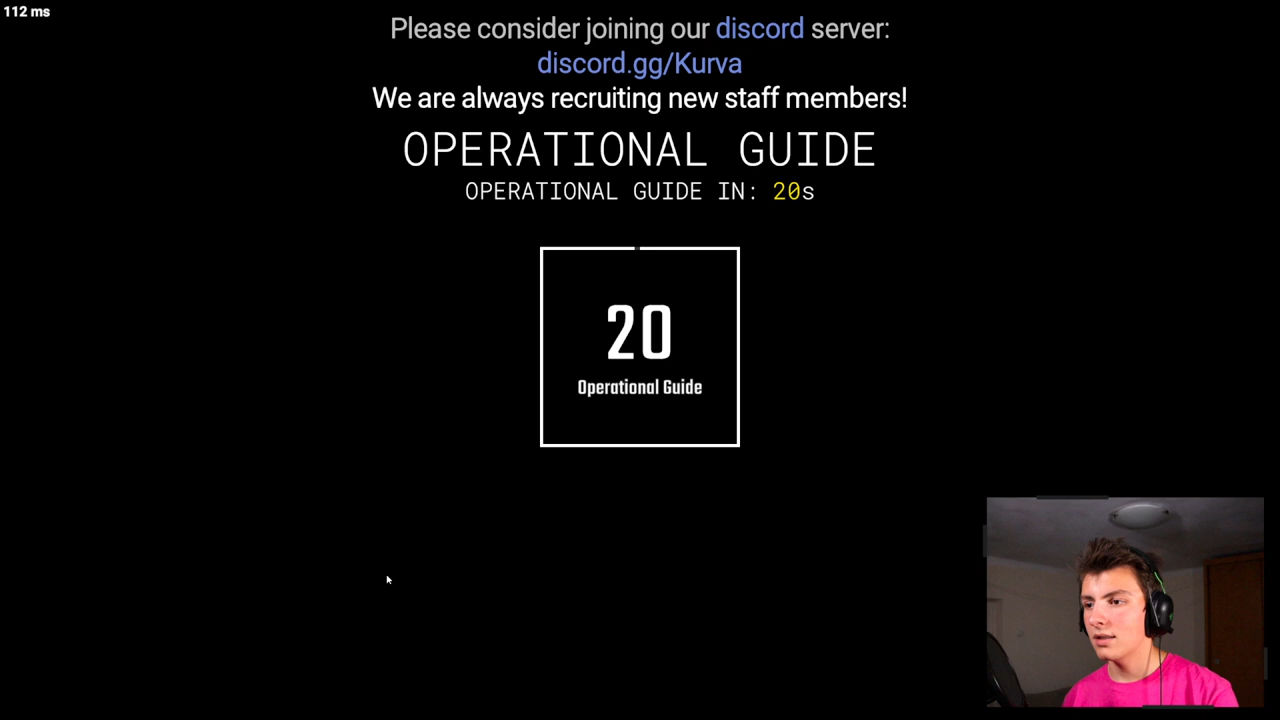 112 ms
Please consider joining our discord server:
discord.gg/Kurva
We are always recruiting new staff members!
OPERATIONAL GUIDE
OPERATIONAL GUIDE IN: 20s
20
Operational Guide